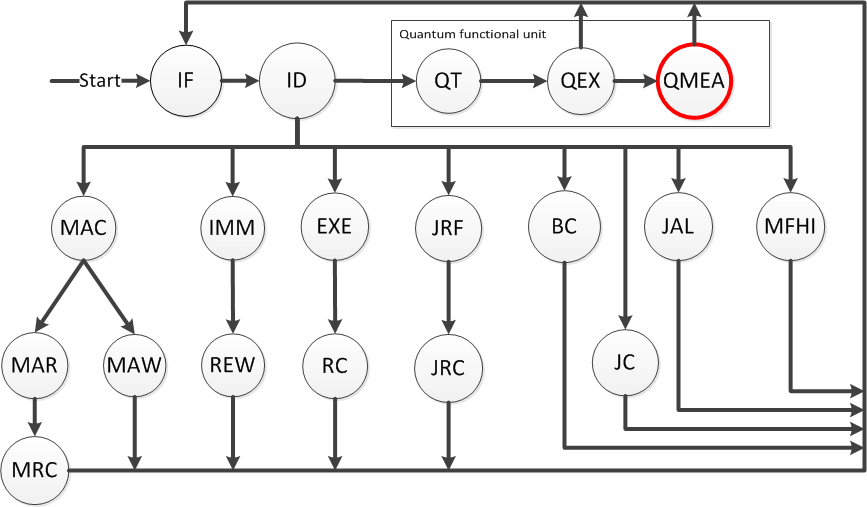 Quantum functional unit
Start
IF
ID
QT
QEX
QMEA
MAC
IMM
EXE
JRF
BC
JAL
MFHI
MAR
MAW
REW
RC
JRC
JC
MRC